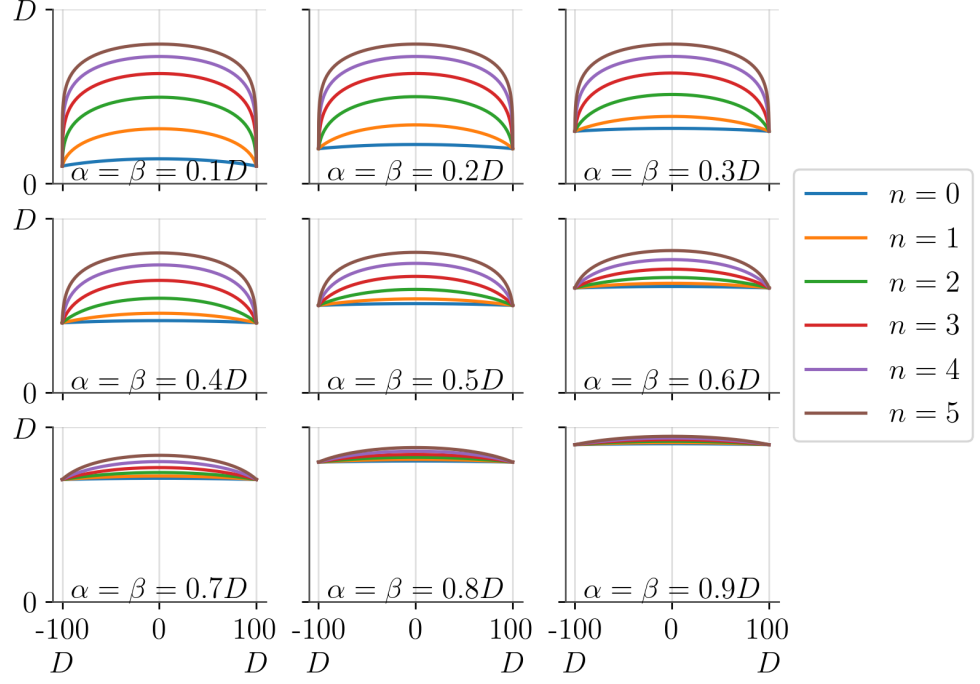 D
0
α = β = 0.1D
α = β = 0.2D
α = β = 0.3D
D
0
α = β = 0.4D
α = β = 0.5D
α = β = 0.6D
D
0
α = β = 0.7D
α = β = 0.8D
α = β = 0.9D
-100 0 100 -100 0 100 -100 0 100
D D D D D D
n = 0
n = 1
n = 2
n = 3
n = 4
n = 5